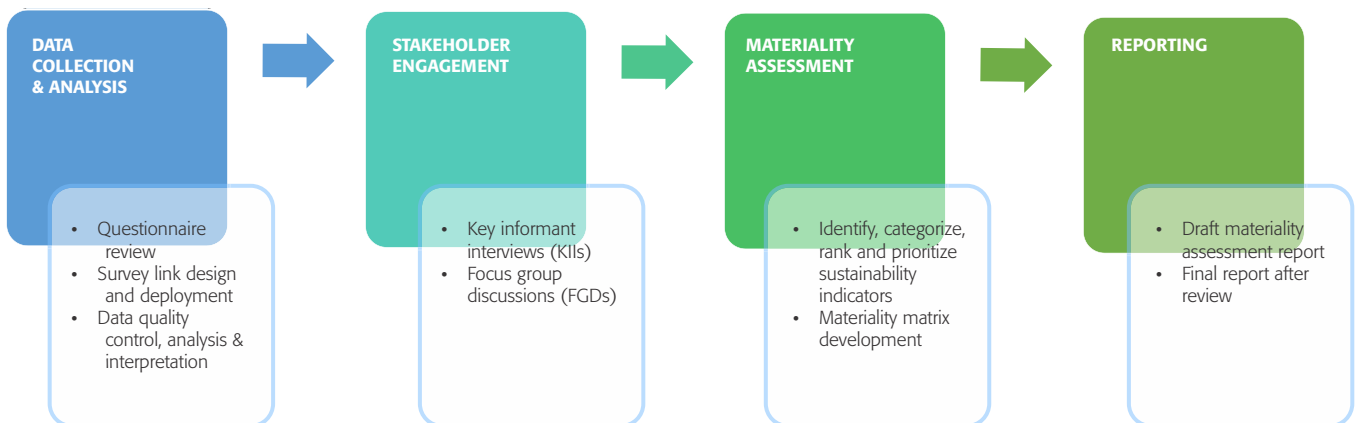 DATA
COLLECTION
& ANALYSIS
• Questionnaire
review
• Survey link design
and deployment
• Data quality
control, analysis &
interpretation
STAKEHOLDER
ENGAGEMENT
• Key informant
interviews (KIIs)
• Focus group
discussions (FGDs)
MATERIALITY
ASSESSMENT
• Identify, categorize,
rank and prioritize
sustainability
indicators
• Materiality matrix
development
REPORTING
• Draft materiality
assessment report
• Final report after
review